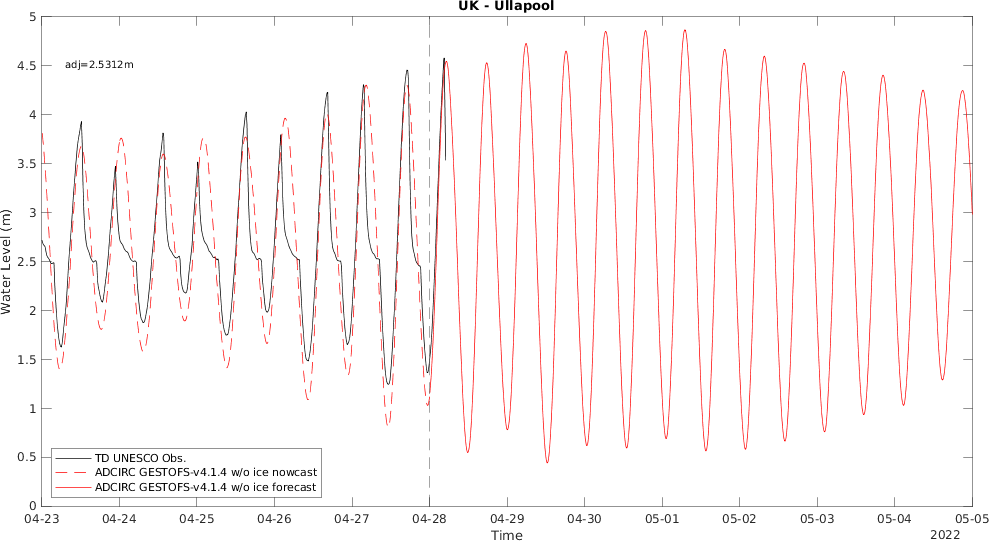 UK - Ullapool
5
4.5
4
3.5
3
2.5
2
1.5
1
0.5
0
Water Level (m)
adj=2.5312m
TD UNESCO Obs.
ADCIRC GESTOFS-v4.1.4 w/o ice nowcast
ADCIRC GESTOFS-v4.1.4 w/o ice forecast
04-23 04-24 04-25 04-26 04-27 04-28 04-29 04-30 05-01 05-02 05-03 05-04 05-05
Time
2022